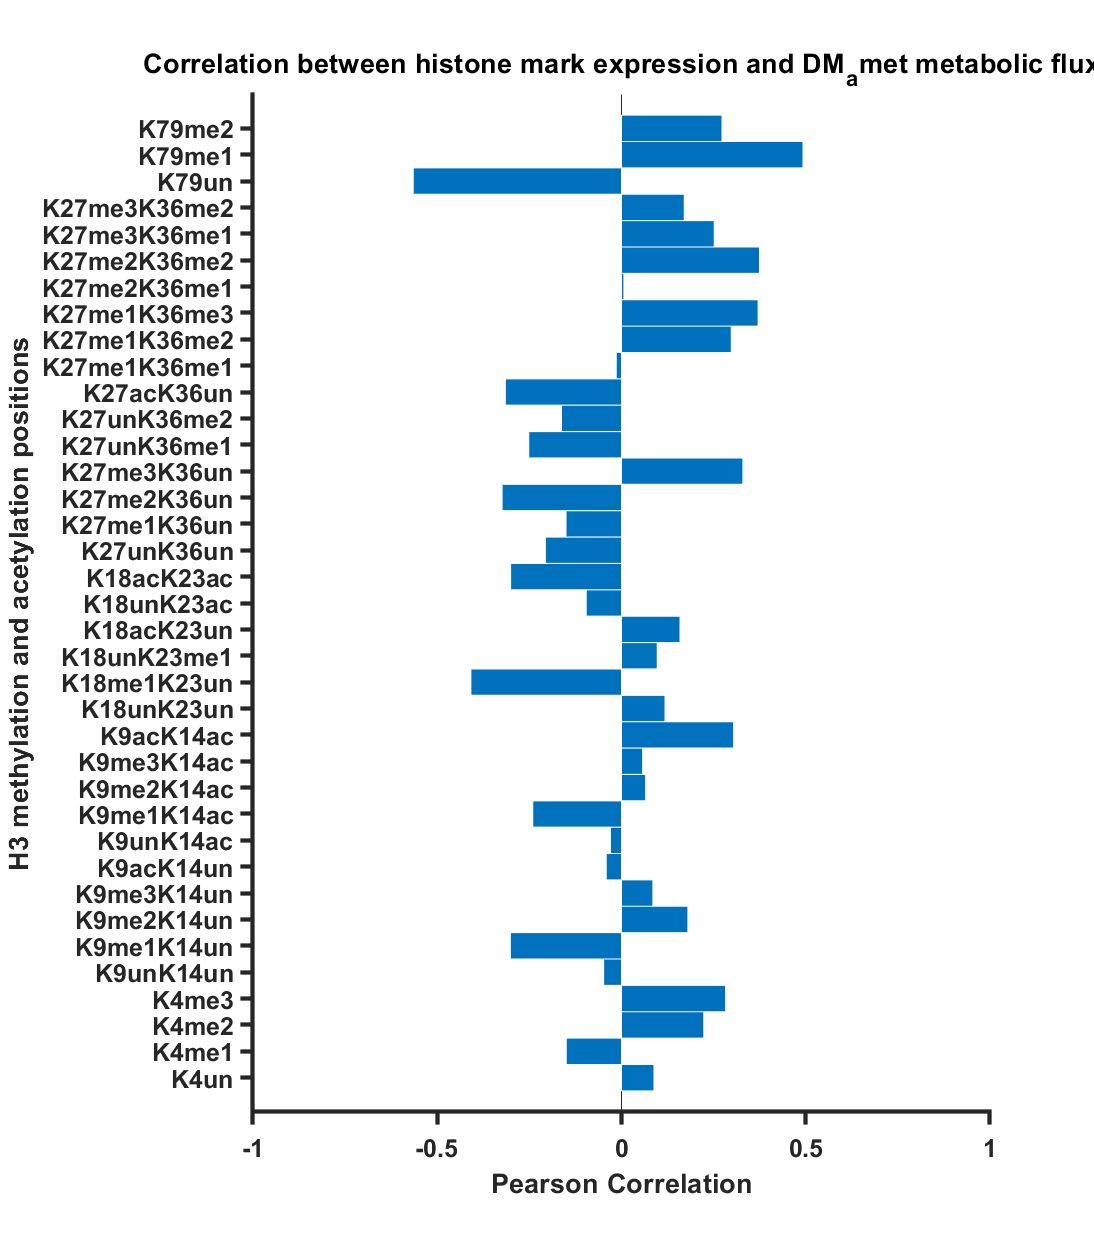 Correlation between histone mark expression and DMamet metabolic flux
K79me2
K79me1
K79un
K27me3K36me2
K27me3K36me1
K27me2K36me2
K27me2K36me1
K27me1K36me3
K27me1K36me2
K27me1K36me1
K27acK36un
K27unK36me2
K27unK36me1
K27me3K36un
K27me2K36un
K27me1K36un
K27unK36un
K18acK23ac
K18unK23ac
K18acK23un
K18unK23me1
K18me1K23un
K18unK23un
K9acK14ac
K9me3K14ac
K9me2K14ac
K9me1K14ac
K9unK14ac
K9acK14un
K9me3K14un
K9me2K14un
K9me1K14un
K9unK14un
K4me3
K4me2
K4me1
K4un
H3 methylation and acetylation positions
-1 -0.5 0 0.5 1
Pearson Correlation